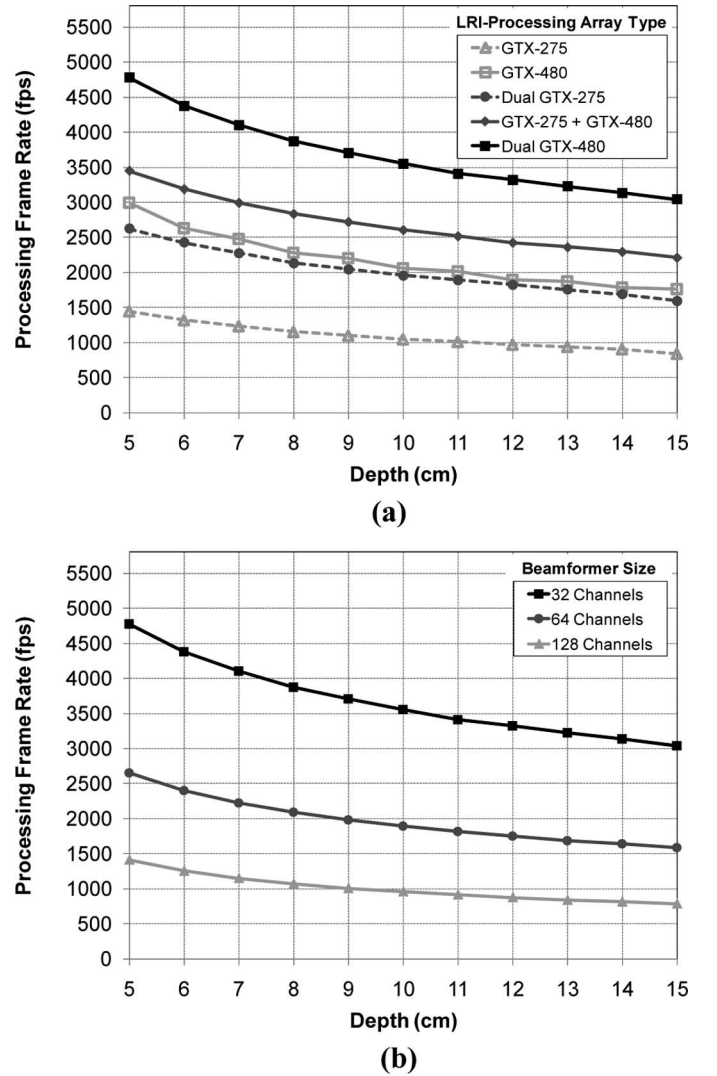 LRI-Processing Array Type
GTX-275
GTX-480
Dual GTX-275
GTX-275 + GTX-480
Dual GTX-480
Processing Frame Rate (fps)
5500
5000
4500
4000
3500
3000
2500
2000
1500
1000
500
0
5 6 7 8 9 10 11 12 13 14 15
Depth (cm)
(a)
Beamformer Size
32 Channels
64 Channels
128 Channels
Processing Frame Rate (fps)
5500
5000
4500
4000
3500
3000
2500
2000
1500
1000
500
0
5 6 7 8 9 10 11 12 13 14 15
Depth (cm)
(b)